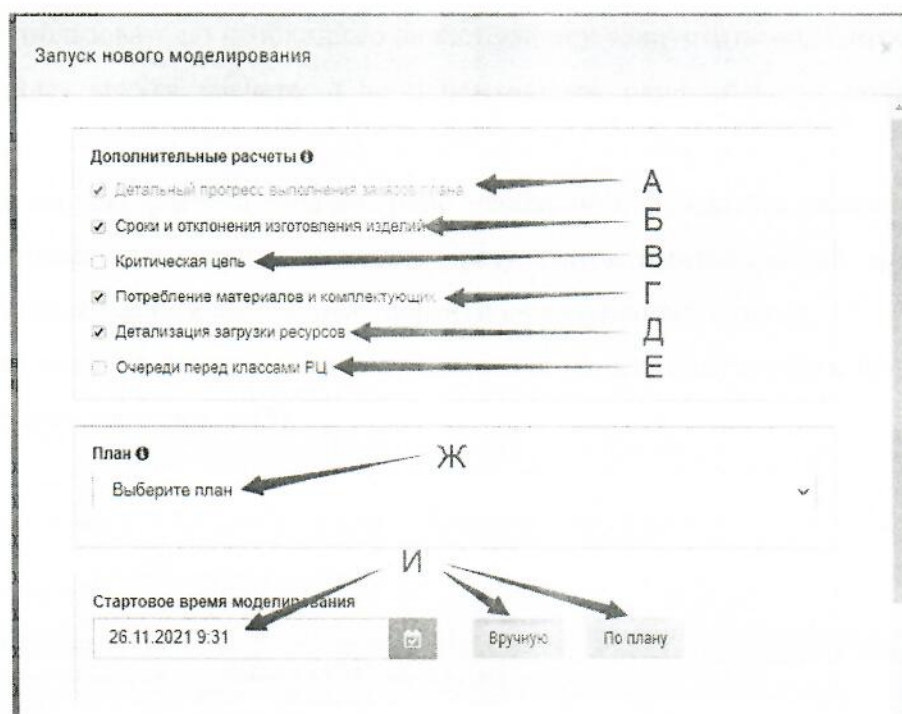 Запуск нового моделирования
Дополнительные расчеты
Детальный прогресс выполнения заказов плана А
Сроки и отклонения изготовления изделий Б
Критическая цепь В
Потребление материалов и комплектующих Г
Детализация загрузки ресурсов Д
Очереди перед классами РЦ Е
План Ж
Выберите план
И
Стартовое время моделирования
26.11.2021 9:31 Вручную По плану